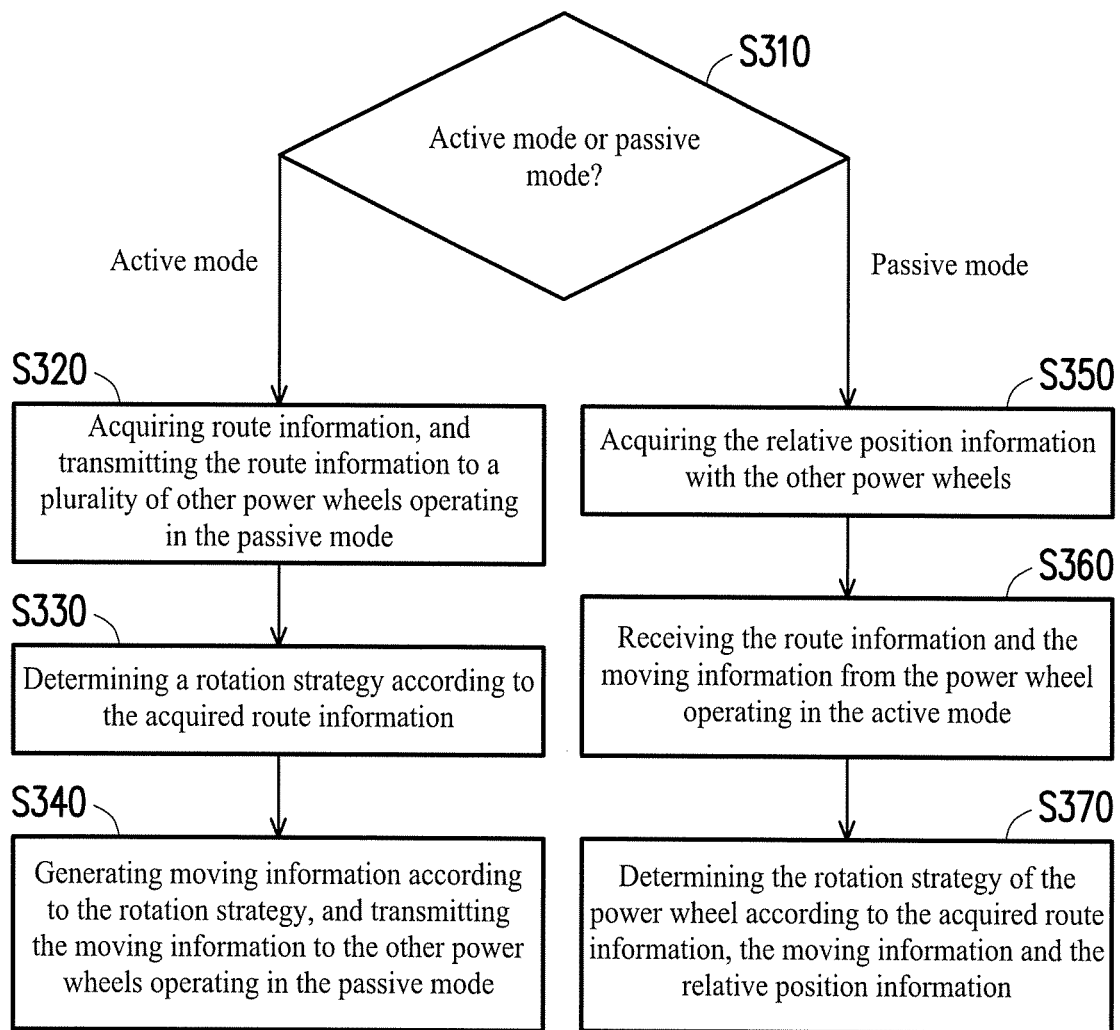 S310
Active mode or passive
mode?
Active mode
Passive mode
S320
Acquiring route information, and
transmitting the route information to a
plurality of other power wheels operating
in the passive mode
S330
Determining a rotation strategy according to
the acquired route information
S340
Generating moving information according
to the rotation strategy, and transmitting
the moving information to the other power
wheels operating in the passive mode
S350
Acquiring the relative position information
with the other power wheels
S360
Receiving the route information and the
moving information from the power wheel
operating in the active mode
S370
Determining the rotation strategy of the
power wheel according to the acquired route
information, the moving information and the
relative position information